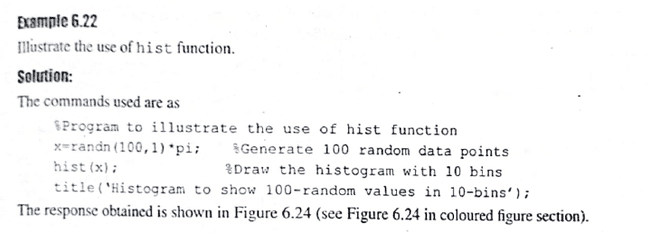 Example 6.22
Illustrate the use of hist function.
Solution:
The commands used are as
%Program to illustrate the use of hist function
x=randn(100,1)*pi; %Generate 100 random data points
hist(x); %Draw the histogram with 10 bins
title('Histogram to show 100-random values in 10-bins');
The response obtained is shown in Figure 6.24 (see Figure 6.24 in coloured figure section).